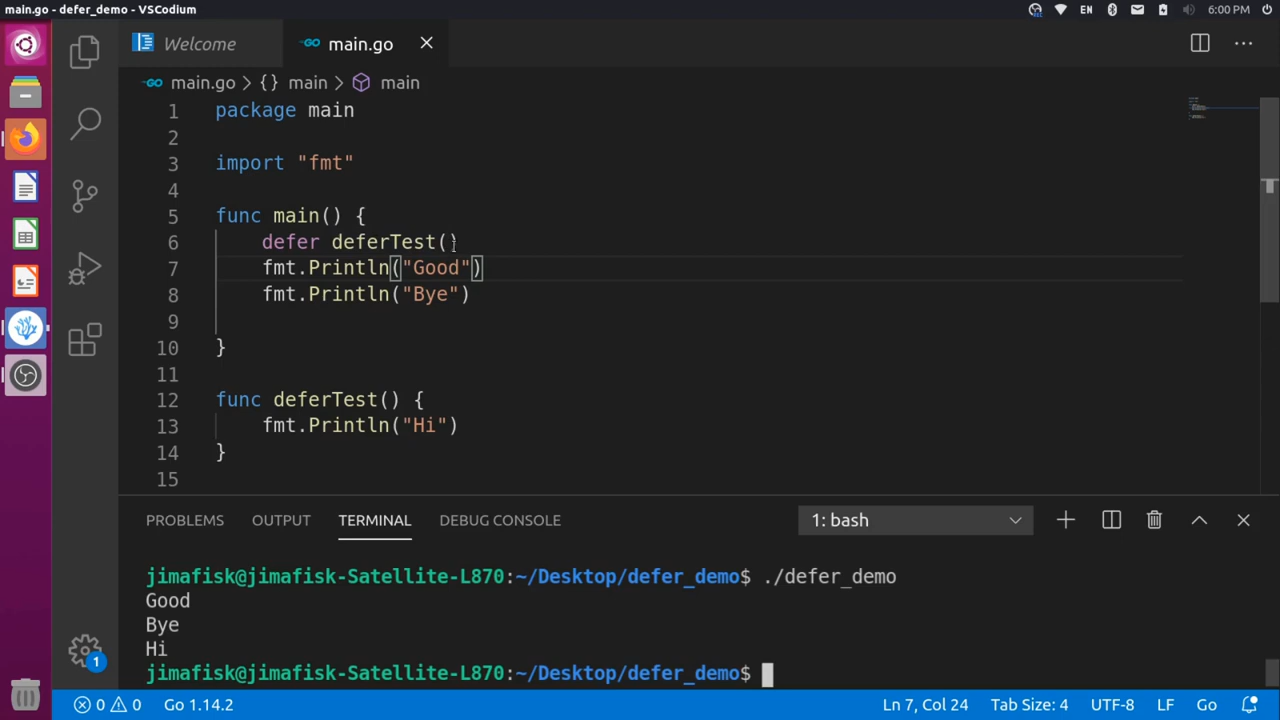 main.go - defer_demo - VSCodium
EN
6:00 PM
Welcome
main.go
main.go > {} main > main
1 package main
2
3 import "fmt"
4
5 func main() {
6 defer deferTest()
7 fmt.Println("Good")
8 fmt.Println("Bye")
9
10 }
11
12 func deferTest() {
13 fmt.Println("Hi")
14 }
15
PROBLEMS OUTPUT TERMINAL DEBUG CONSOLE 1: bash
jimafisk@jimafisk-Satellite-L870:~/Desktop/defer_demo$ ./defer_demo
Good
Bye
Hi
jimafisk@jimafisk-Satellite-L870:~/Desktop/defer_demo$
1
0 0 Go 1.14.2 Ln 7, Col 24 Tab Size: 4 UTF-8 LF Go